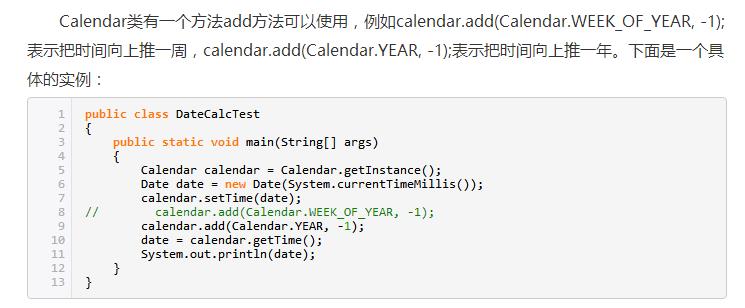 Calendar类有一个方法add方法可以使用，例如calendar.add(Calendar.WEEK_OF_YEAR, -1);
表示把时间向上推一周，calendar.add(Calendar.YEAR, -1);表示把时间向上推一年。下面是一个具
体的实例：
1 public class DateCalcTest
2 {
3     public static void main(String[] args)
4     {
5         Calendar calendar = Calendar.getInstance();
6         Date date = new Date(System.currentTimeMillis());
7         calendar.setTime(date);
8 //        calendar.add(Calendar.WEEK_OF_YEAR, -1);
9         calendar.add(Calendar.YEAR, -1);
10         date = calendar.getTime();
11         System.out.println(date);
12     }
13 }